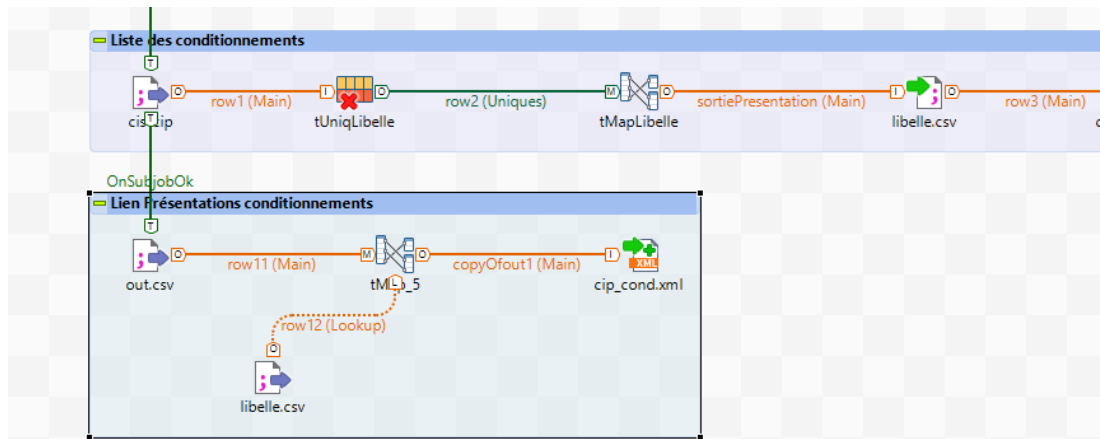 Liste des conditionnements
T
O
row1 (Main)
I
O
row2 (Uniques)
M
O
sortiePresentation (Main)
I
O
row3 (Main)
T
tUniqLibelle
tMapLibelle
libelle.csv
OnSubjobOk
Lien Présentations conditionnements
T
O
row11 (Main)
M
O
copyOfout1 (Main)
I
XML
out.csv
cip_cond.xml
row12 (Lookup)
O
libelle.csv